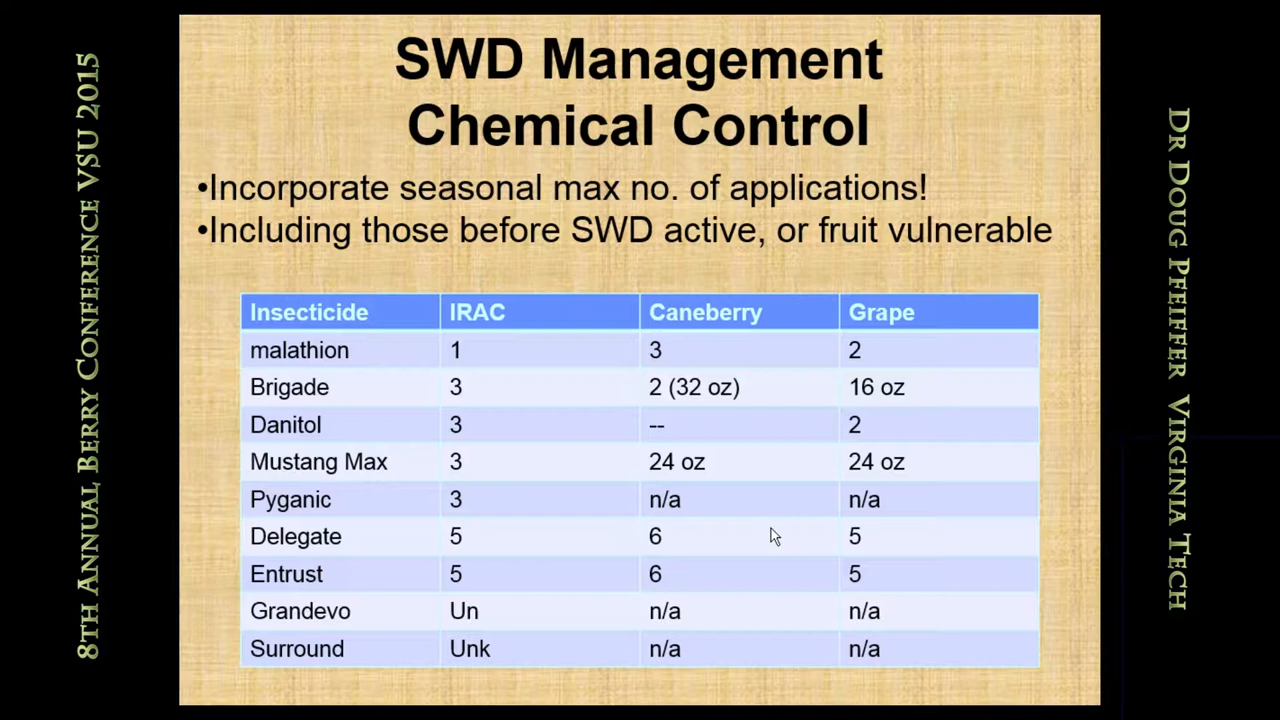 8TH ANNUAL BERRY CONFERENCE VSU 2015
SWD Management
Chemical Control
•Incorporate seasonal max no. of applications!
•Including those before SWD active, or fruit vulnerable
Insecticide IRAC Caneberry Grape
malathion 1 3 2
Brigade 3 2 (32 oz) 16 oz
Danitol 3 -- 2
Mustang Max 3 24 oz 24 oz
Pyganic 3 n/a n/a
Delegate 5 6 5
Entrust 5 6 5
Grandevo Un n/a n/a
Surround Unk n/a n/a
DR DOUG PFEIFFER VIRGINIA TECH